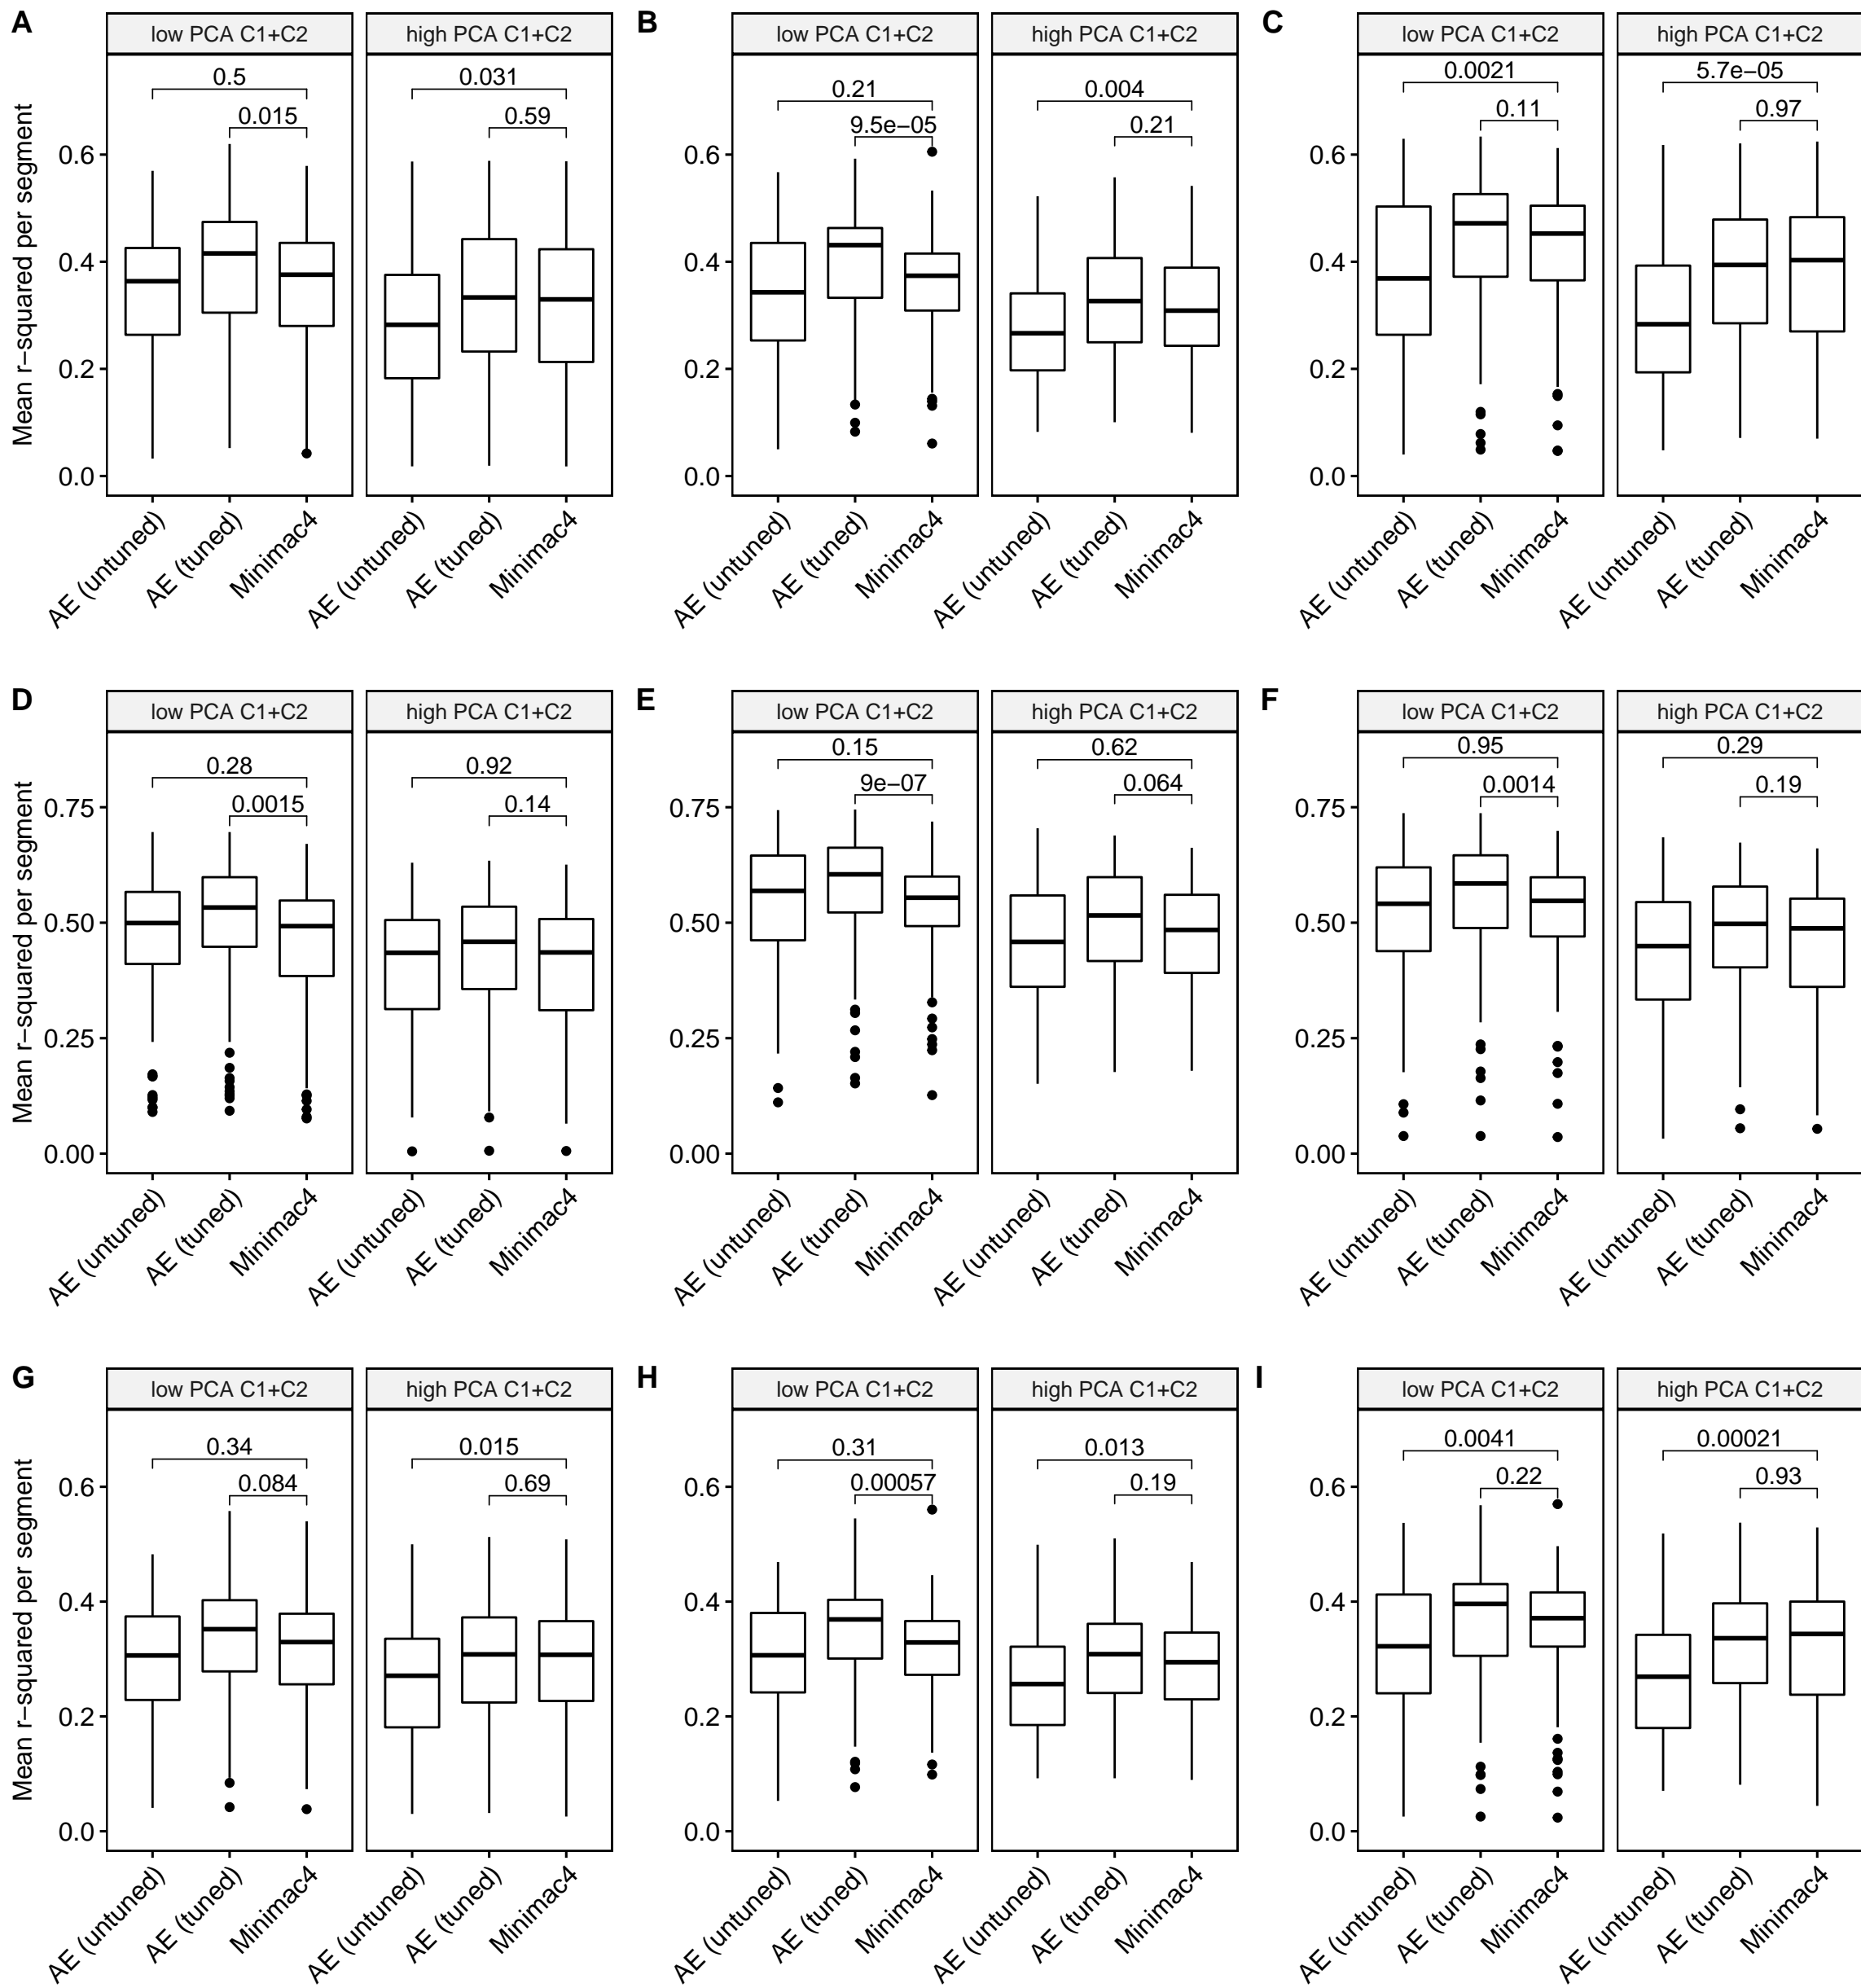 A
low PCA C1+C2
high PCA C1+C2
B
low PCA C1+C2
high PCA C1+C2
C
low PCA C1+C2
high PCA C1+C2
Mean r−squared per segment
0.6
0.4
0.2
0.0
0.5
0.015
0.031
0.59
0.6
0.4
0.2
0.0
0.21
9.5e−05
0.004
0.21
0.6
0.4
0.2
0.0
0.0021
0.11
5.7e−05
0.97
AE (untuned)
AE (tuned)
Minimac4
AE (untuned)
AE (tuned)
Minimac4
AE (untuned)
AE (tuned)
Minimac4
AE (untuned)
AE (tuned)
Minimac4
AE (untuned)
AE (tuned)
Minimac4
AE (untuned)
AE (tuned)
Minimac4
D
low PCA C1+C2
high PCA C1+C2
E
low PCA C1+C2
high PCA C1+C2
F
low PCA C1+C2
high PCA C1+C2
Mean r−squared per segment
0.75
0.50
0.25
0.00
0.28
0.0015
0.92
0.14
0.75
0.50
0.25
0.00
0.15
9e−07
0.62
0.064
0.75
0.50
0.25
0.00
0.95
0.0014
0.29
0.19
AE (untuned)
AE (tuned)
Minimac4
AE (untuned)
AE (tuned)
Minimac4
AE (untuned)
AE (tuned)
Minimac4
AE (untuned)
AE (tuned)
Minimac4
AE (untuned)
AE (tuned)
Minimac4
AE (untuned)
AE (tuned)
Minimac4
G
low PCA C1+C2
high PCA C1+C2
H
low PCA C1+C2
high PCA C1+C2
I
low PCA C1+C2
high PCA C1+C2
Mean r−squared per segment
0.6
0.4
0.2
0.0
0.34
0.084
0.015
0.69
0.6
0.4
0.2
0.0
0.31
0.00057
0.013
0.19
0.6
0.4
0.2
0.0
0.0041
0.22
0.00021
0.93
AE (untuned)
AE (tuned)
Minimac4
AE (untuned)
AE (tuned)
Minimac4
AE (untuned)
AE (tuned)
Minimac4
AE (untuned)
AE (tuned)
Minimac4
AE (untuned)
AE (tuned)
Minimac4
AE (untuned)
AE (tuned)
Minimac4